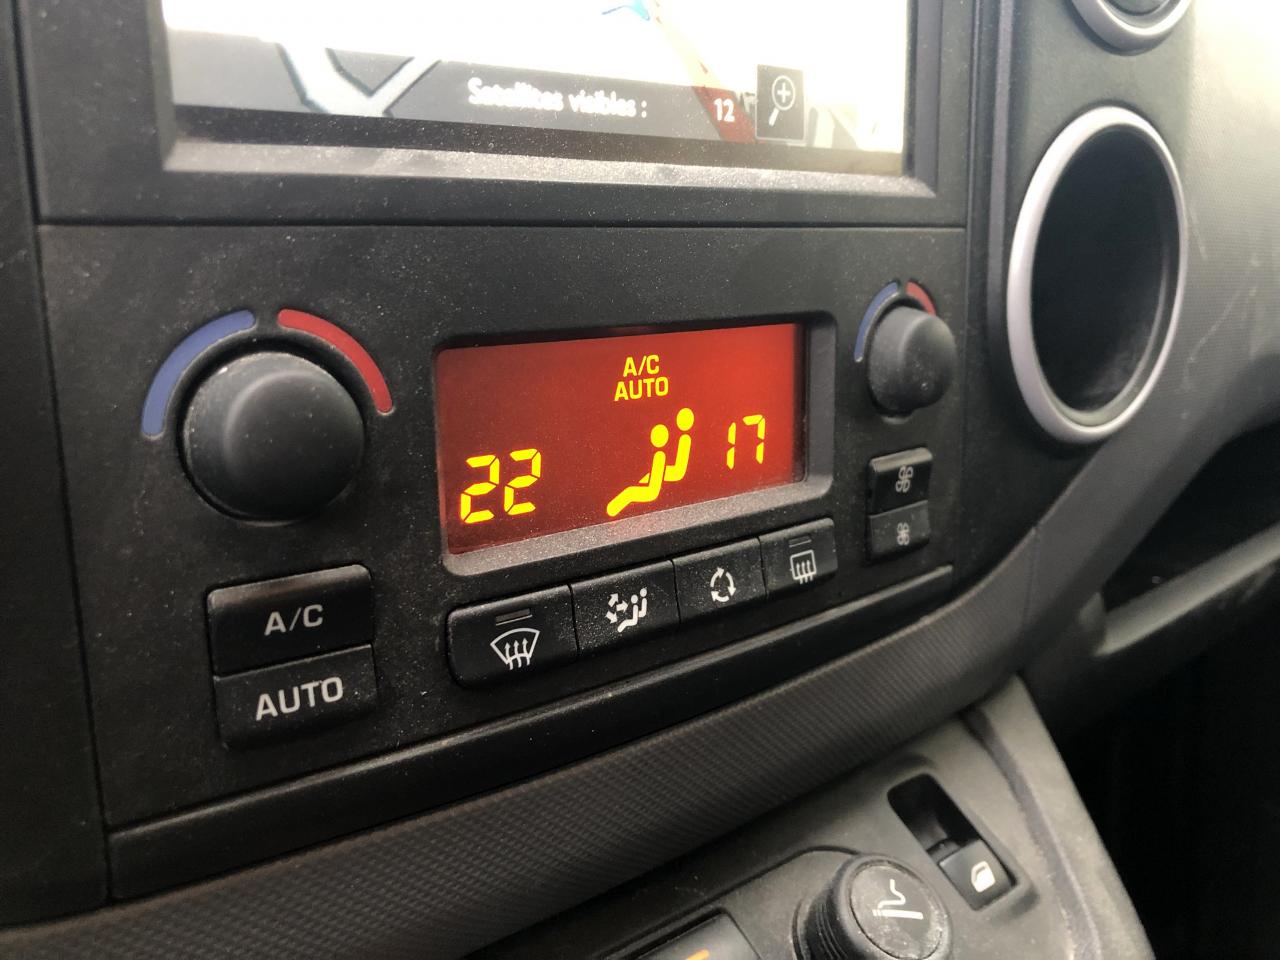 Satellites visibles : 12
A/C
AUTO
22 17
A/C
AUTO